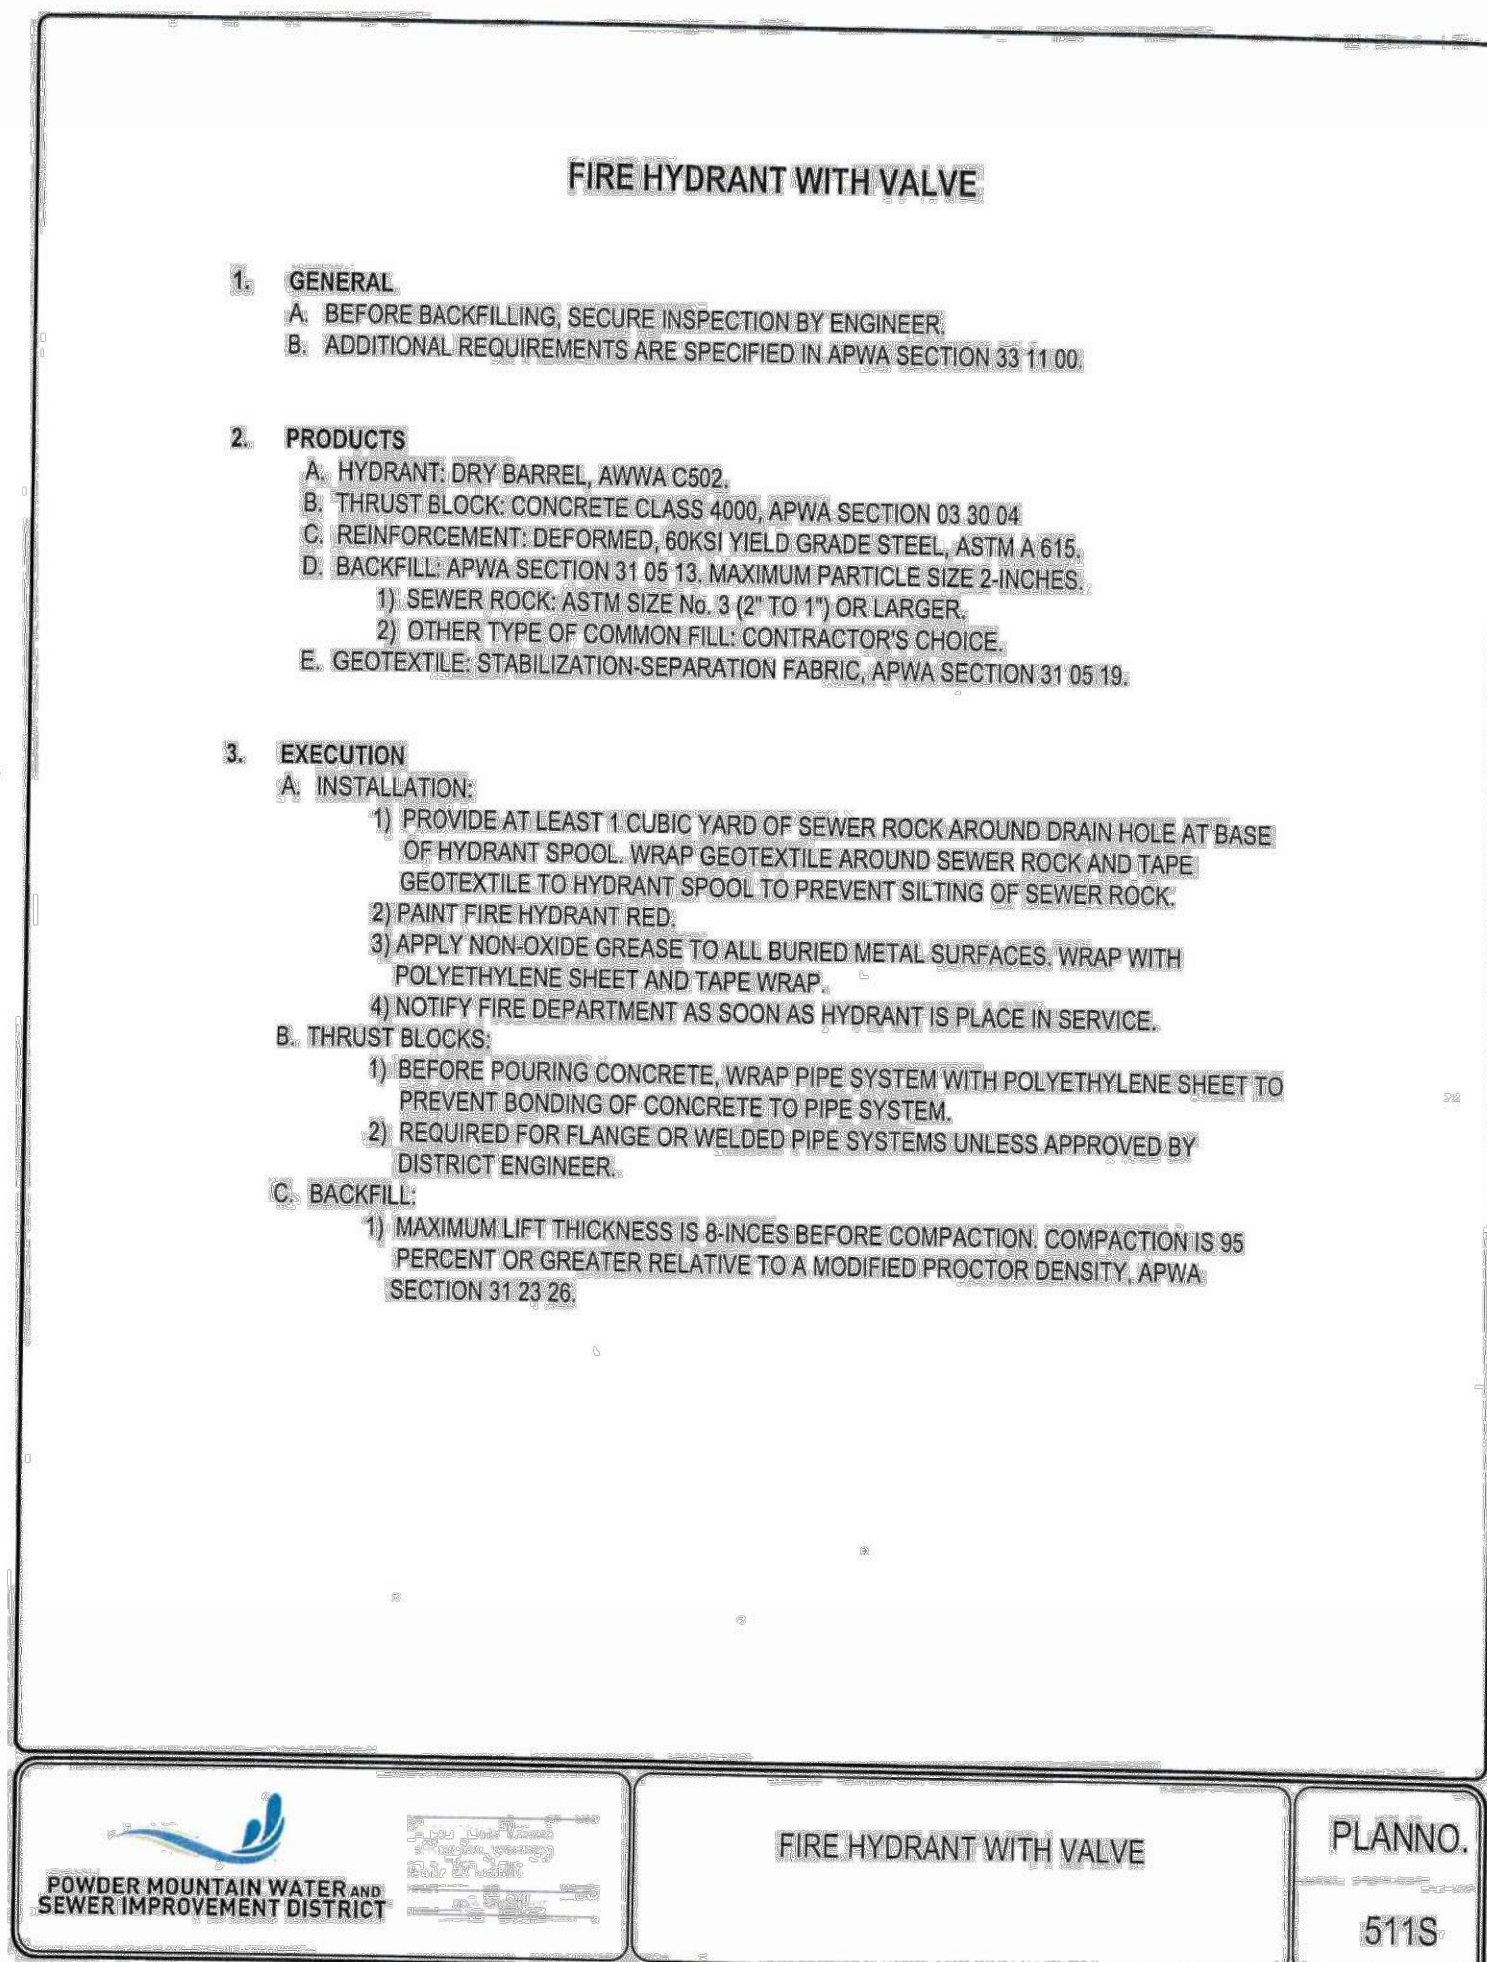 FIRE HYDRANT WITH VALVE
1. GENERAL
A. BEFORE BACKFILLING, SECURE INSPECTION BY ENGINEER.
B. ADDITIONAL REQUIREMENTS ARE SPECIFIED IN APWA SECTION 33 11 00.
2. PRODUCTS
A. HYDRANT: DRY BARREL, AWWA C502.
B. THRUST BLOCK: CONCRETE CLASS 4000, APWA SECTION 03 30 04
C. REINFORCEMENT: DEFORMED, 60KSI YIELD GRADE STEEL, ASTM A 615.
D. BACKFILL: APWA SECTION 31 05 13. MAXIMUM PARTICLE SIZE 2-INCHES.
1) SEWER ROCK: ASTM SIZE No. 3 (2" TO 1") OR LARGER.
2) OTHER TYPE OF COMMON FILL: CONTRACTOR'S CHOICE.
E. GEOTEXTILE: STABILIZATION-SEPARATION FABRIC, APWA SECTION 31 05 19.
3. EXECUTION
A. INSTALLATION:
1) PROVIDE AT LEAST 1 CUBIC YARD OF SEWER ROCK AROUND DRAIN HOLE AT BASE
OF HYDRANT SPOOL. WRAP GEOTEXTILE AROUND SEWER ROCK AND TAPE
GEOTEXTILE TO HYDRANT SPOOL TO PREVENT SILTING OF SEWER ROCK.
2) PAINT FIRE HYDRANT RED.
3) APPLY NON-OXIDE GREASE TO ALL BURIED METAL SURFACES. WRAP WITH
POLYETHYLENE SHEET AND TAPE WRAP.
4) NOTIFY FIRE DEPARTMENT AS SOON AS HYDRANT IS PLACE IN SERVICE.
B. THRUST BLOCKS:
1) BEFORE POURING CONCRETE, WRAP PIPE SYSTEM WITH POLYETHYLENE SHEET TO
PREVENT BONDING OF CONCRETE TO PIPE SYSTEM.
2) REQUIRED FOR FLANGE OR WELDED PIPE SYSTEMS UNLESS APPROVED BY
DISTRICT ENGINEER.
C. BACKFILL:
1) MAXIMUM LIFT THICKNESS IS 8-INCES BEFORE COMPACTION. COMPACTION IS 95
PERCENT OR GREATER RELATIVE TO A MODIFIED PROCTOR DENSITY, APWA
SECTION 31 23 26.
POWDER MOUNTAIN WATER AND
SEWER IMPROVEMENT DISTRICT
FIRE HYDRANT WITH VALVE
PLANNO.
511S